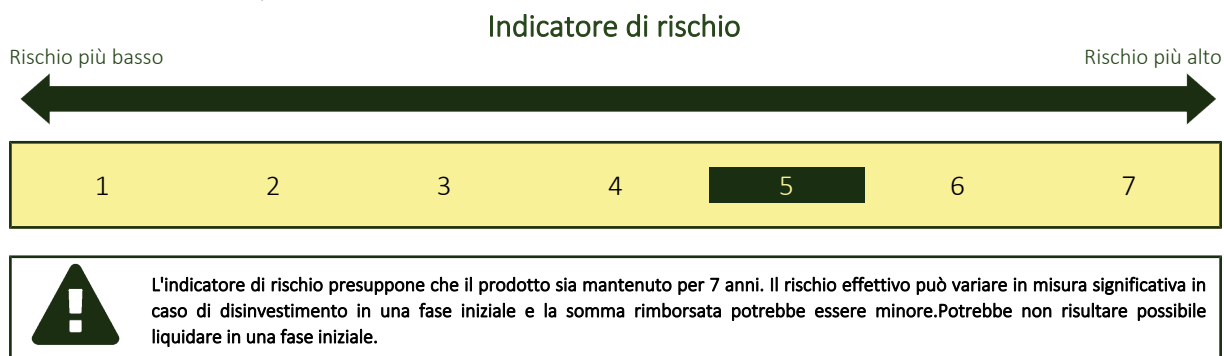 Indicatore di rischio
Rischio più basso
Rischio più alto
1 2 3 4 5 6 7
L'indicatore di rischio presuppone che il prodotto sia mantenuto per 7 anni. Il rischio effettivo può variare in misura significativa in
caso di disinvestimento in una fase iniziale e la somma rimborsata potrebbe essere minore.Potrebbe non risultare possibile
liquidare in una fase iniziale.